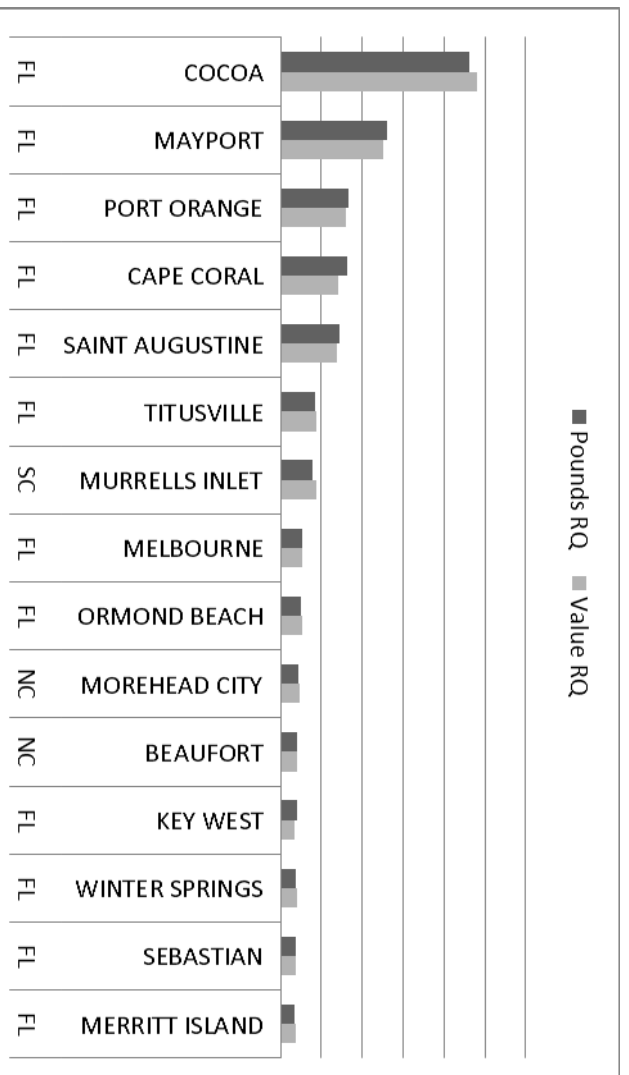 FL COCOA
FL MAYPORT
FL PORT ORANGE
FL CAPE CORAL
FL SAINT AUGUSTINE
FL TITUSVILLE
SC MURRELLS INLET
FL MELBOURNE
FL ORMOND BEACH
NC MOREHEAD CITY
NC BEAUFORT
FL KEY WEST
FL WINTER SPRINGS
FL SEBASTIAN
FL MERRITT ISLAND
Pounds RQ Value RQ